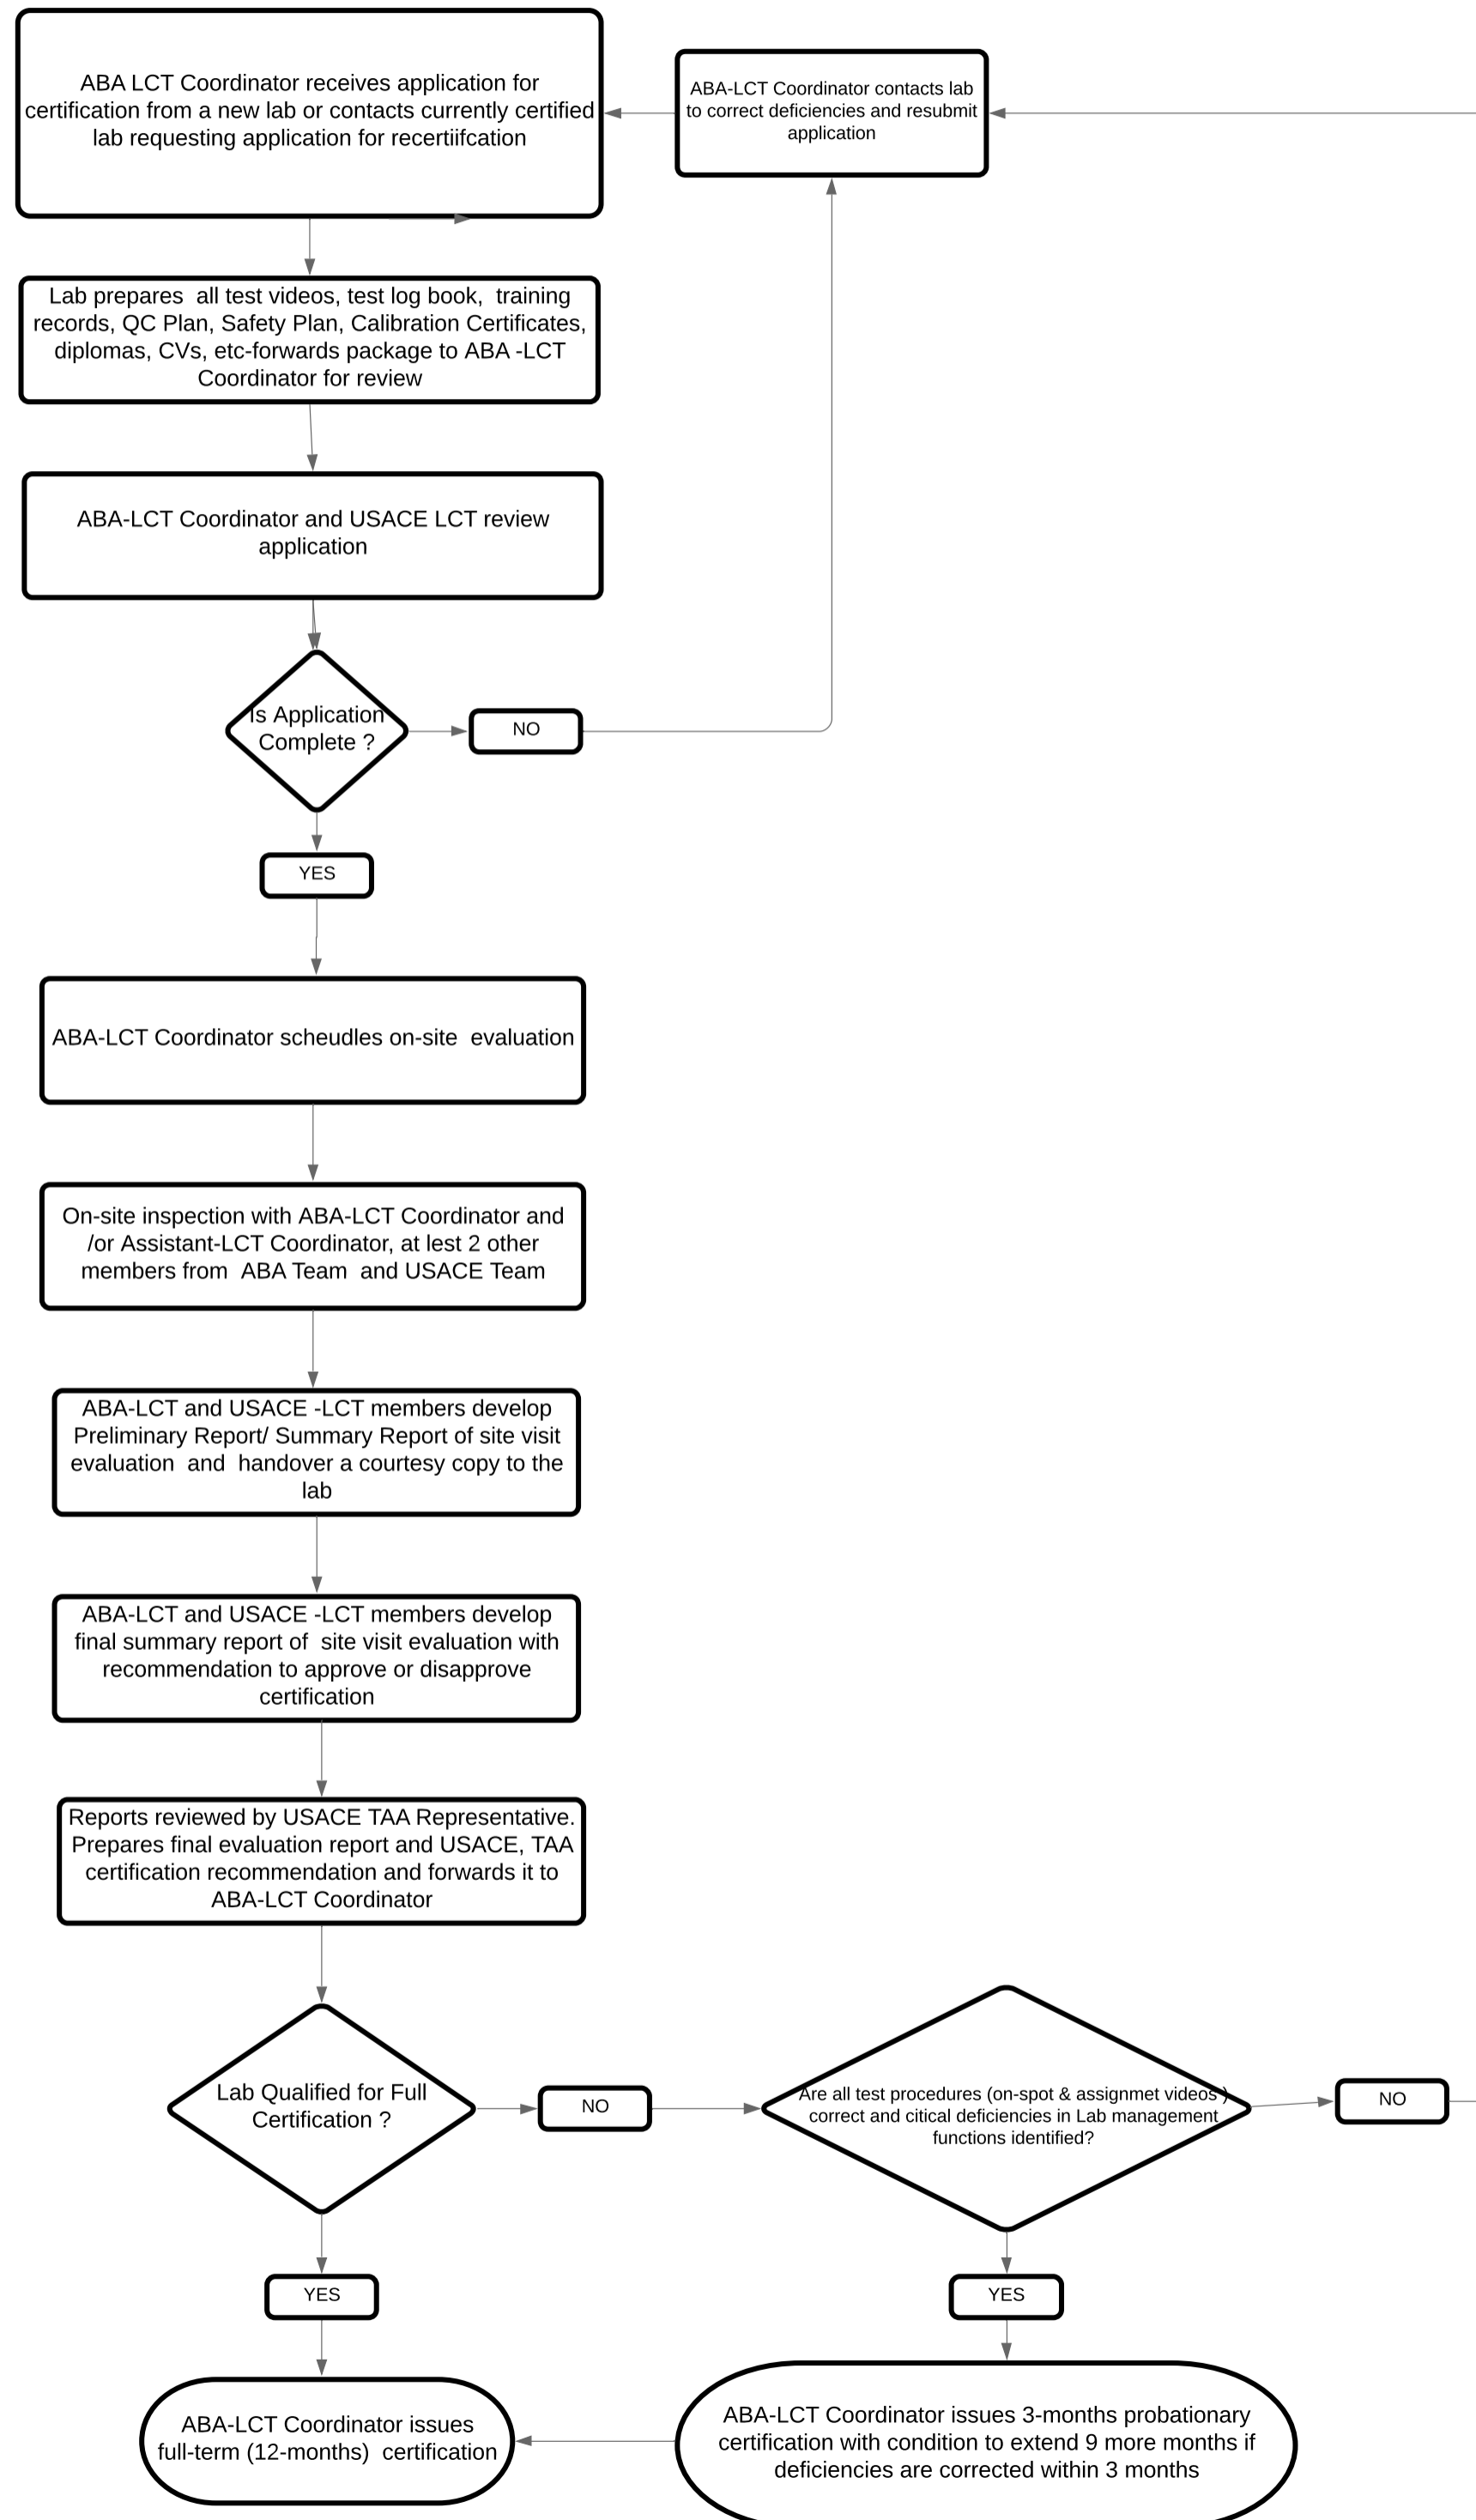 ABA LCT Coordinator receives application for
certification from a new lab or contacts currently certified
lab requesting application for recertiifcation
ABA-LCT Coordinator contacts lab
to correct deficiencies and resubmit
application
Lab prepares  all test videos, test log book,  training
records, QC Plan, Safety Plan, Calibration Certificates,
diplomas, CVs, etc-forwards package to ABA -LCT
Coordinator for review
ABA-LCT Coordinator and USACE LCT review
application
Is Application
Complete ?
NO
YES
ABA-LCT Coordinator scheudles on-site  evaluation
On-site inspection with ABA-LCT Coordinator and
/or Assistant-LCT Coordinator, at lest 2 other
members from  ABA Team  and USACE Team
ABA-LCT and USACE -LCT members develop
Preliminary Report/ Summary Report of site visit
evaluation  and  handover a courtesy copy to the
lab
ABA-LCT and USACE -LCT members develop
final summary report of  site visit evaluation with
recommendation to approve or disapprove
certification
Reports reviewed by USACE TAA Representative.
Prepares final evaluation report and USACE, TAA
certification recommendation and forwards it to
ABA-LCT Coordinator
Lab Qualified for Full
Certification ?
NO
Are all test procedures (on-spot & assignmet videos )
correct and citical deficiencies in Lab management
functions identified?
NO
YES
YES
ABA-LCT Coordinator issues
full-term (12-months)  certification
ABA-LCT Coordinator issues 3-months probationary
certification with condition to extend 9 more months if
deficiencies are corrected within 3 months